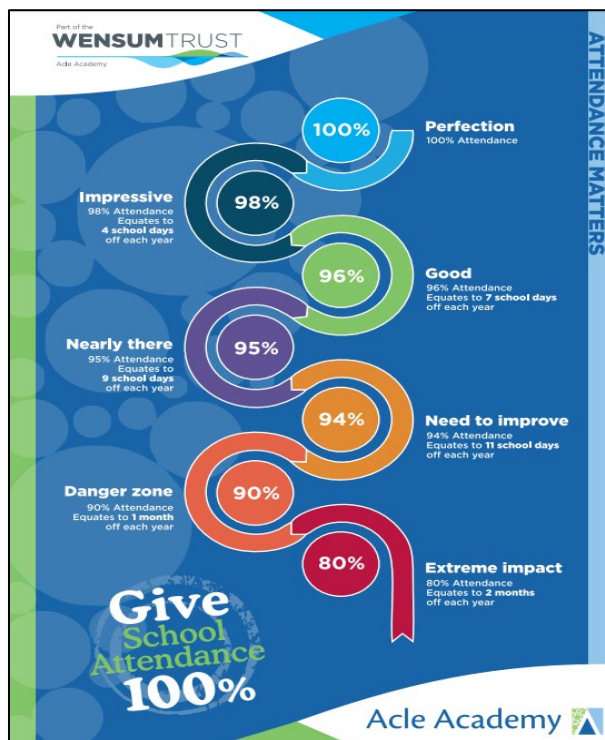 Part of the
WENSUMTRUST
Acle Academy
ATTENDANCE MATTERS
100%
Perfection
100% Attendance
Impressive
98% Attendance
Equates to
4 school days
off each year
98%
96%
Good
96% Attendance
Equates to 7 school days
off each year
Nearly there
95% Attendance
Equates to
9 school days
off each year
95%
94%
Need to improve
94% Attendance
Equates to 11 school days
off each year
Danger zone
90% Attendance
Equates to 1 month
off each year
90%
80%
Extreme impact
80% Attendance
Equates to 2 months
off each year
Give
School
Attendance
100%
Acle Academy